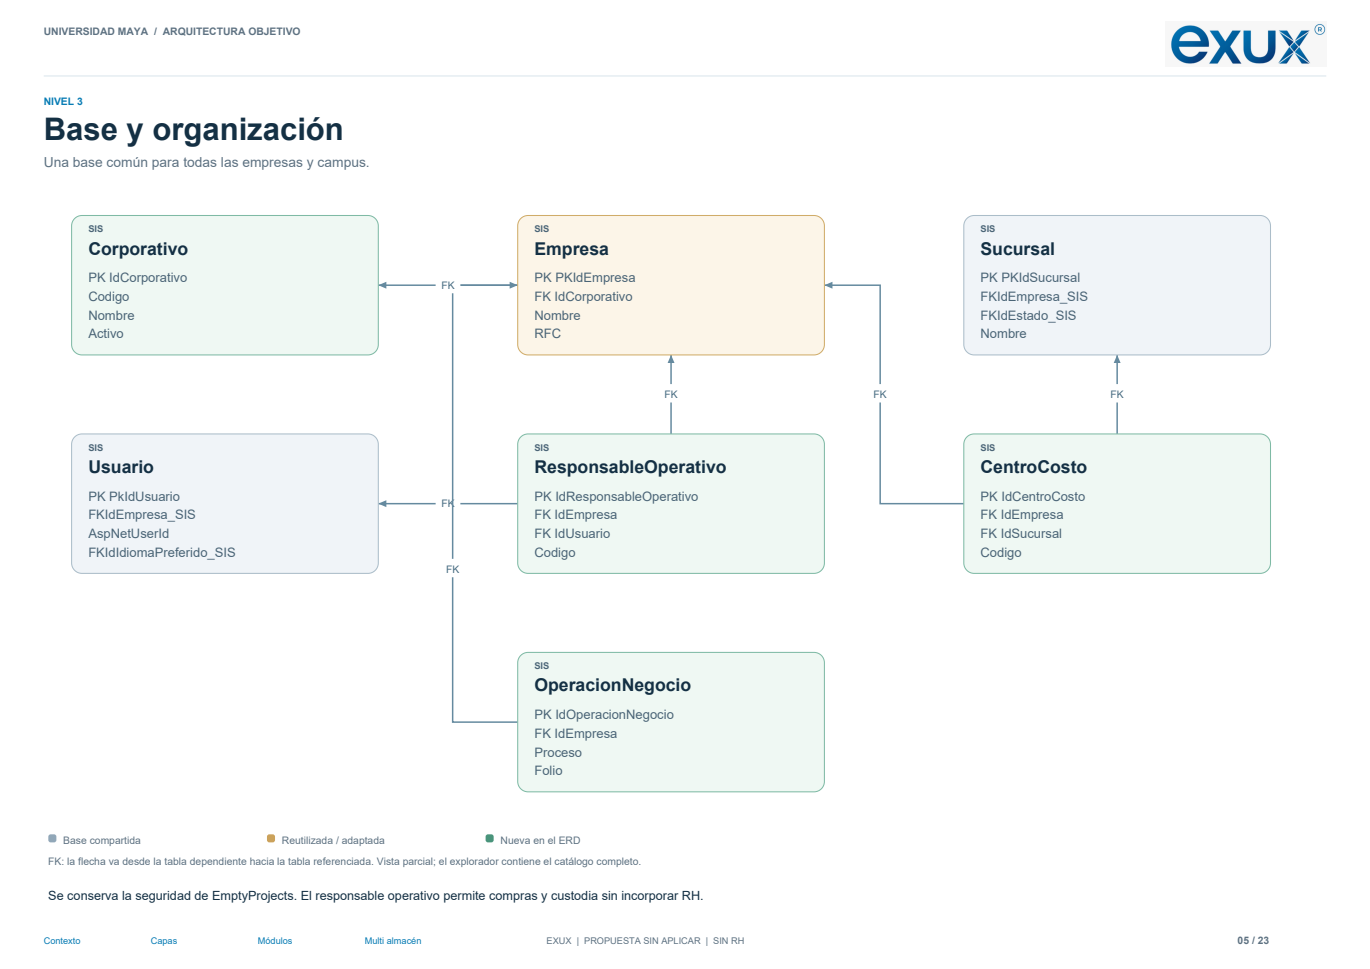 UNIVERSIDAD MAYA / ARQUITECTURA OBJETIVO
exux®
NIVEL 3
Base y organización
Una base común para todas las empresas y campus.
SIS
Corporativo
PK IdCorporativo
Codigo
Nombre
Activo
FK
SIS
Empresa
PK PKIdEmpresa
FK IdCorporativo
Nombre
RFC
SIS
Sucursal
PK PKIdSucursal
FKIdEmpresa_SIS
FKIdEstado_SIS
Nombre
FK
FK
FK
SIS
Usuario
PK PkIdUsuario
FKIdEmpresa_SIS
AspNetUserId
FKIdIdiomaPreferido_SIS
FK
SIS
ResponsableOperativo
PK IdResponsableOperativo
FK IdEmpresa
FK IdUsuario
Codigo
SIS
CentroCosto
PK IdCentroCosto
FK IdEmpresa
FK IdSucursal
Codigo
FK
SIS
OperacionNegocio
PK IdOperacionNegocio
FK IdEmpresa
Proceso
Folio
Base compartida
Reutilizada / adaptada
Nueva en el ERD
FK: la flecha va desde la tabla dependiente hacia la tabla referenciada. Vista parcial; el explorador contiene el catálogo completo.
Se conserva la seguridad de EmptyProjects. El responsable operativo permite compras y custodia sin incorporar RH.
Contexto
Capas
Módulos
Multi almacén
EXUX | PROPUESTA SIN APLICAR | SIN RH
05 / 23